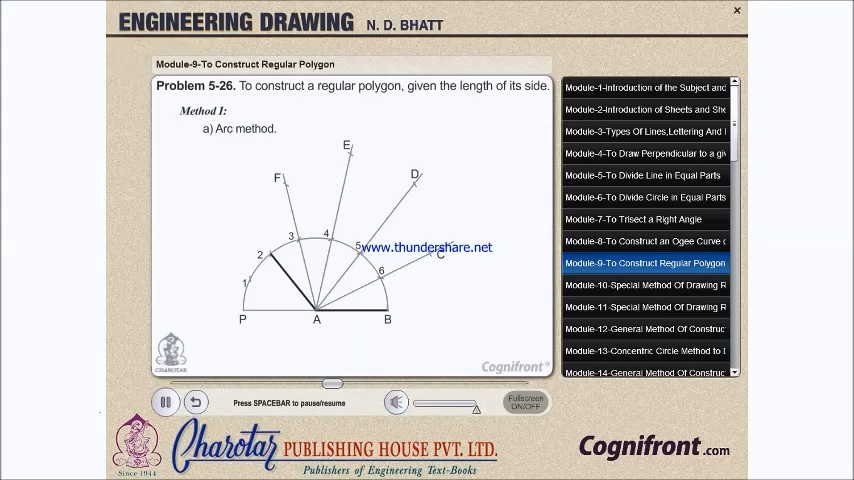 ×
ENGINEERING DRAWING N. D. BHATT
Module-9-To Construct Regular Polygon
Problem 5-26. To construct a regular polygon, given the length of its side.
Method I:
a) Arc method.
E
F
D
3
4
2
5
www.thundershare.net
C
1
6
P
A
B
CHAROTAR
Cognifront
Module-1-Introduction of the Subject and
Module-2-Introduction of Sheets and She
Module-3-Types Of Lines,Lettering And
Module-4-To Draw Perpendicular to a giv
Module-5-To Divide Line in Equal Parts
Module-6-To Divide Circle in Equal Parts
Module-7-To Trisect a Right Angle
Module-8-To Construct an Ogee Curve
Module-9-To Construct Regular Polygon
Module-10-Special Method Of Drawing R
Module-11-Special Method Of Drawing R
Module-12-General Method Of Construc
Module-13-Concentric Circle Method to
Module-14-General Method Of Construc
Press SPACEBAR to pause/resume
Fullscreen
ON/OFF
Charotar PUBLISHING HOUSE PVT. LTD.
Publishers of Engineering Text-Books
Since 1944
Cognifront.com